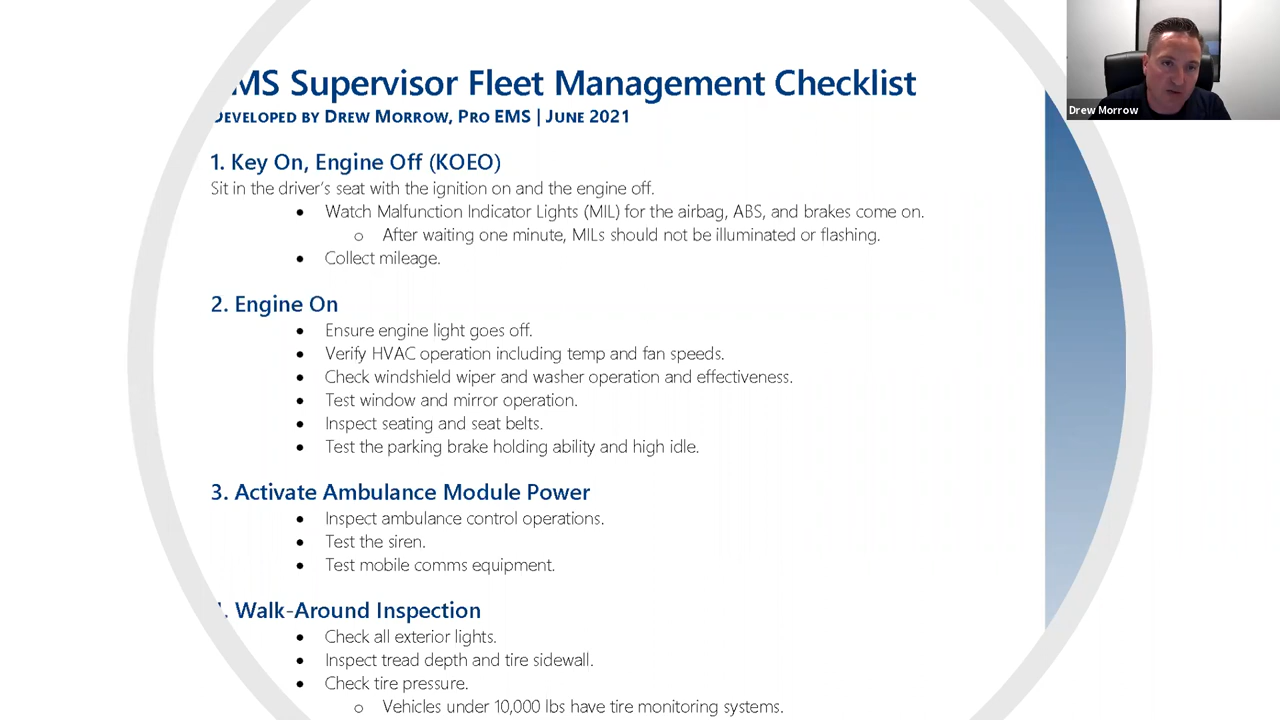 MS Supervisor Fleet Management Checklist
Developed by Drew Morrow, Pro EMS | June 2021
1. Key On, Engine Off (KOEO)
Sit in the driver's seat with the ignition on and the engine off.
• Watch Malfunction Indicator Lights (MIL) for the airbag, ABS, and brakes come on.
o After waiting one minute, MILs should not be illuminated or flashing.
• Collect mileage.
2. Engine On
• Ensure engine light goes off.
• Verify HVAC operation including temp and fan speeds.
• Check windshield wiper and washer operation and effectiveness.
• Test window and mirror operation.
• Inspect seating and seat belts.
• Test the parking brake holding ability and high idle.
3. Activate Ambulance Module Power
• Inspect ambulance control operations.
• Test the siren.
• Test mobile comms equipment.
. Walk-Around Inspection
• Check all exterior lights.
• Inspect tread depth and tire sidewall.
• Check tire pressure.
o Vehicles under 10,000 lbs have tire monitoring systems.
Drew Morrow